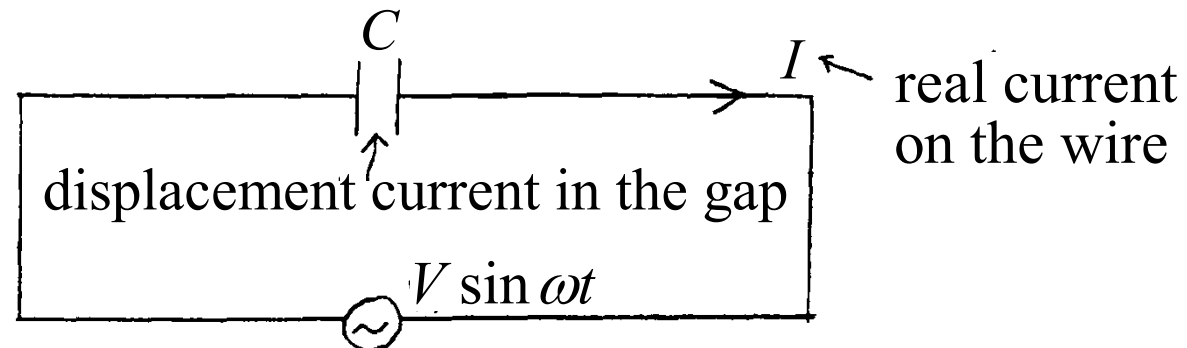 C
I
real current
on the wire
displacement current in the gap
V sin ωt